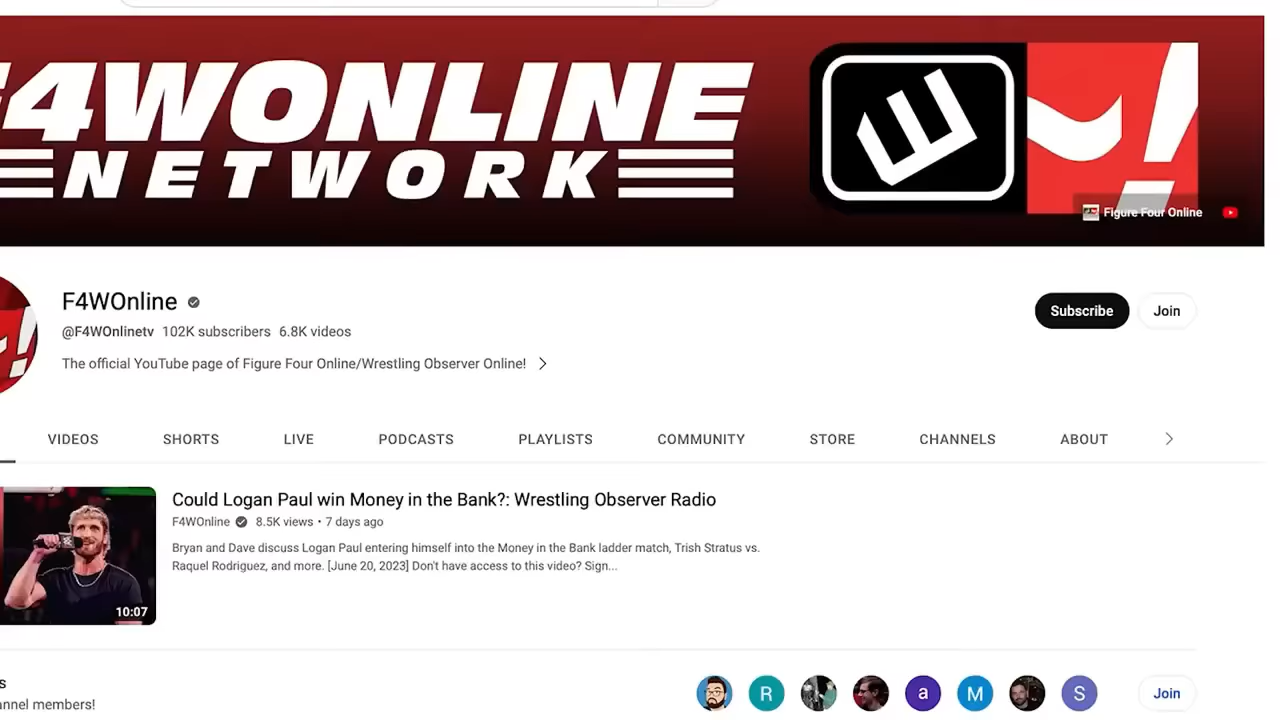 F4WONLINE
NETWORK
Figure Four Online
F4WOnline
@F4WOnlinetv 102K subscribers 6.8K videos
The official YouTube page of Figure Four Online/Wrestling Observer Online!
Subscribe
Join
VIDEOS SHORTS LIVE PODCASTS PLAYLISTS COMMUNITY STORE CHANNELS ABOUT
Could Logan Paul win Money in the Bank?: Wrestling Observer Radio
F4WOnline 8.5K views • 7 days ago
Bryan and Dave discuss Logan Paul entering himself into the Money in the Bank ladder match, Trish Stratus vs.
Raquel Rodriguez, and more. [June 20, 2023] Don't have access to this video? Sign...
10:07
R a M S
Join
members!